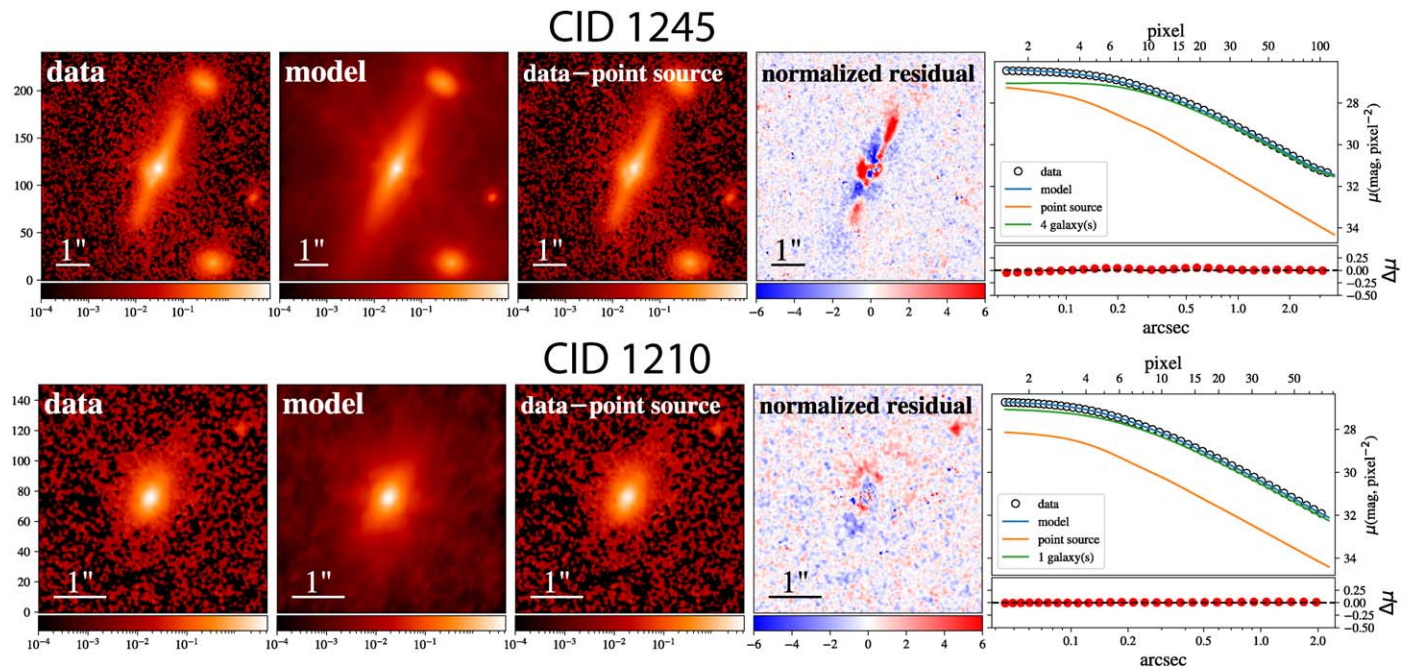 CID 1245
data
model
data−point source
normalized residual
1"
1"
1"
1"
200
150
100
50
0
10⁻⁴ 10⁻³ 10⁻² 10⁻¹
10⁻⁴ 10⁻³ 10⁻² 10⁻¹
10⁻⁴ 10⁻³ 10⁻² 10⁻¹
−6 −4 −2 0 2 4 6
pixel
2 4 6 10 15 20 30 50 100
data
model
point source
4 galaxy(s)
28
30
32
34
μ(mag, pixel⁻²)
0.25
0.00
−0.25
−0.50
Δμ
0.1 0.2 0.5 1.0 2.0
arcsec
CID 1210
data
model
data−point source
normalized residual
1"
1"
1"
1"
140
120
100
80
60
40
20
0
10⁻⁴ 10⁻³ 10⁻² 10⁻¹
10⁻⁴ 10⁻³ 10⁻² 10⁻¹
10⁻⁴ 10⁻³ 10⁻² 10⁻¹
−6 −4 −2 0 2 4 6
pixel
2 4 6 10 15 20 30 50
data
model
point source
1 galaxy(s)
28
30
32
34
μ(mag, pixel⁻²)
0.25
0.00
−0.25
−0.50
Δμ
0.1 0.2 0.5 1.0 2.0
arcsec